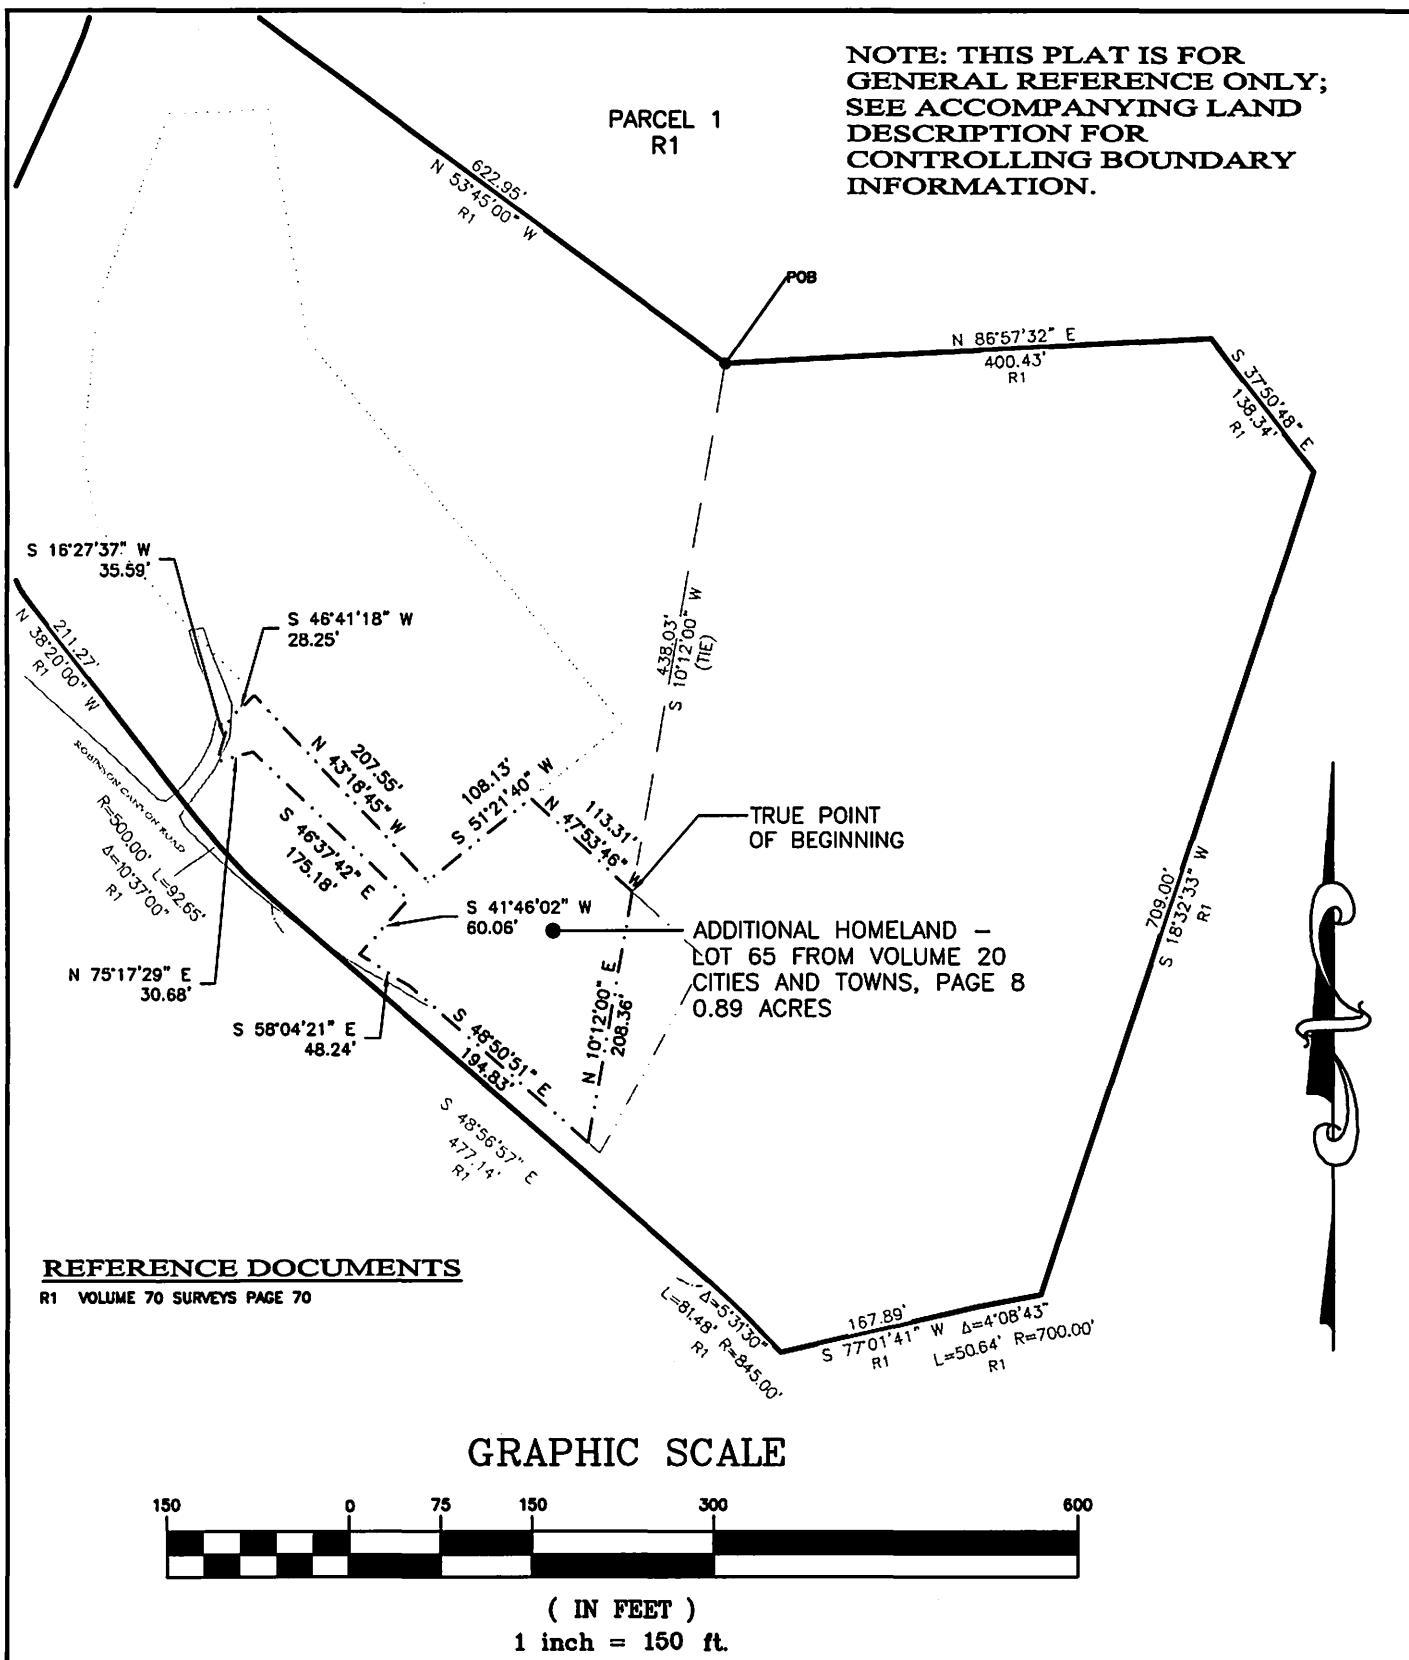 NOTE: THIS PLAT IS FOR
GENERAL REFERENCE ONLY;
SEE ACCOMPANYING LAND
DESCRIPTION FOR
CONTROLLING BOUNDARY
INFORMATION.
PARCEL 1
R1
622.95'
N 53°45'00" W
R1
POB
N 86°57'32" E
400.43'
R1
S 37°50'48" E
138.34'
R1
S 16°27'37" W
35.59'
S 46°41'18" W
28.25'
438.03'
S 10°12'00" W
(TIE)
211.27'
N 38°20'00" W
R1
ROBINSON CANYON ROAD
R=500.00' L=92.65'
Δ=10°37'00"
R1
207.55'
N 43°18'45" W
108.13'
S 51°21'40" W
113.31'
N 47°53'46" W
TRUE POINT
OF BEGINNING
S 46°37'42" E
175.18'
S 41°46'02" W
60.06'
ADDITIONAL HOMELAND –
LOT 65 FROM VOLUME 20
CITIES AND TOWNS, PAGE 8
0.89 ACRES
709.00'
S 18°32'33" W
R1
N 75°17'29" E
30.68'
S 58°04'21" E
48.24'
S 48°50'51" E
194.83'
N 10°12'00" E
208.36'
S 48°56'57" E
477.14'
R1
REFERENCE DOCUMENTS
R1 VOLUME 70 SURVEYS PAGE 70
Δ=5°31'30"
L=81.48' R=845.00'
R1
167.89'
S 77°01'41" W
R1
Δ=4°08'43"
L=50.64' R=700.00'
R1
GRAPHIC SCALE
150 0 75 150 300 600
( IN FEET )
1 inch = 150 ft.